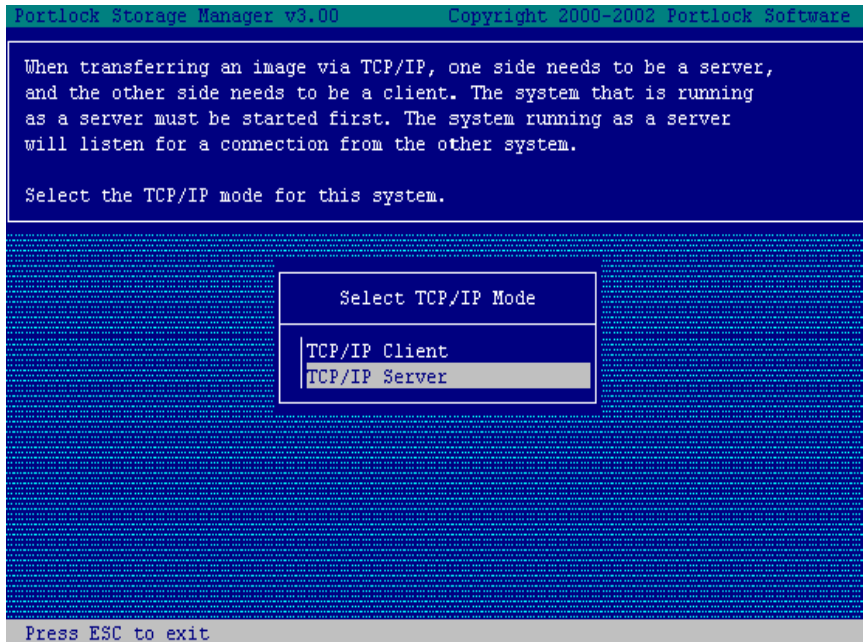 Portlock Storage Manager v3.00 Copyright 2000-2002 Portlock Software
When transferring an image via TCP/IP, one side needs to be a server,
and the other side needs to be a client. The system that is running
as a server must be started first. The system running as a server
will listen for a connection from the other system.
Select the TCP/IP mode for this system.
Select TCP/IP Mode
TCP/IP Client
TCP/IP Server
Press ESC to exit